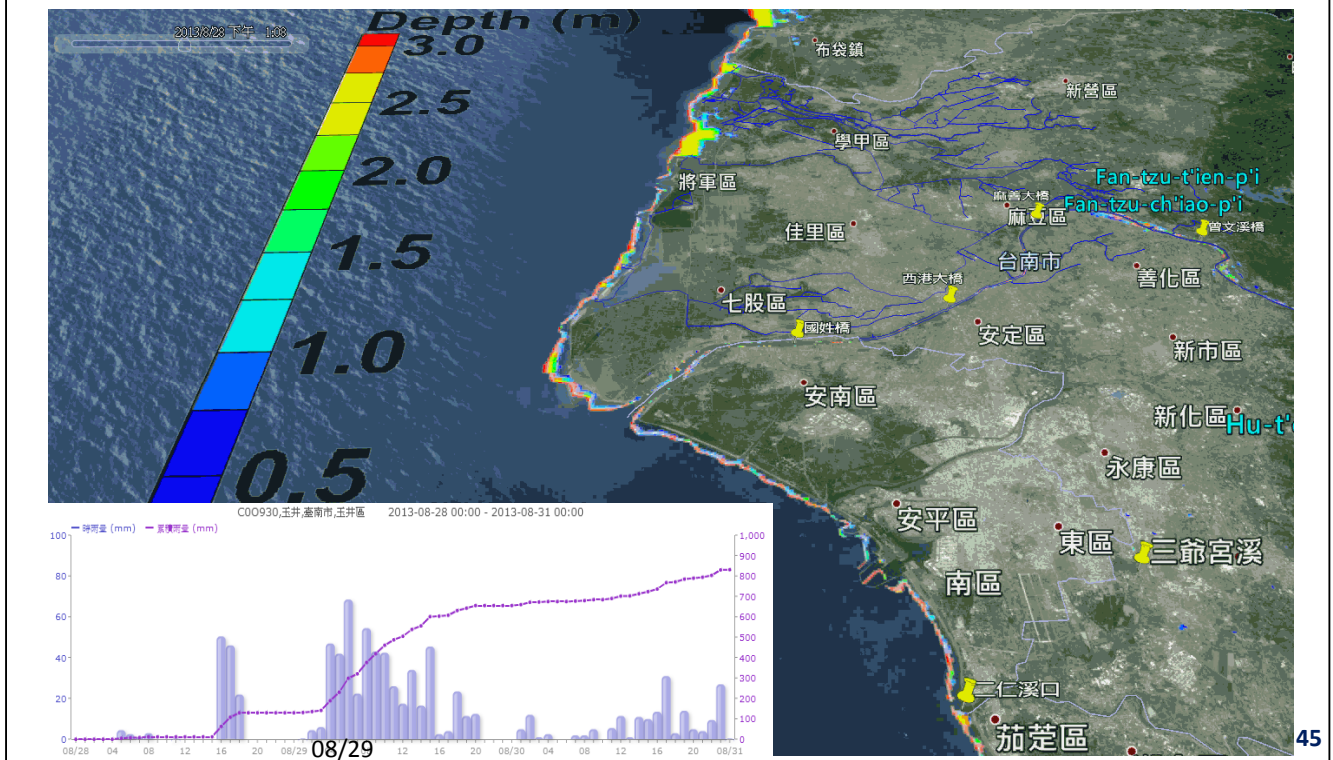 2013/8/28 下午 1:08
Depth (m)
3.0
2.5
2.0
1.5
1.0
0.5
布袋鎮
新營區
學甲區
將軍區
Fan-tzu-t'ien-p'i
麻善大橋
Fan-tzu-ch'iao-p'i
麻豆區
曾文溪橋
佳里區
台南市
西港大橋
善化區
七股區
國姓橋
安定區
新市區
安南區
新化區
Hu-t'
永康區
安平區
東區
三爺宮溪
南區
二仁溪口
茄萣區
C0O930,玉井,臺南市,玉井區 2013-08-28 00:00 - 2013-08-31 00:00
時雨量 (mm) 累積雨量 (mm)
100 1,000
900
80 800
700
60 600
500
40 400
300
20 200
100
0 0
08/28 04 08 12 16 20 08/29 12 16 20 08/30 04 08 12 16 20 08/31
08/29
45